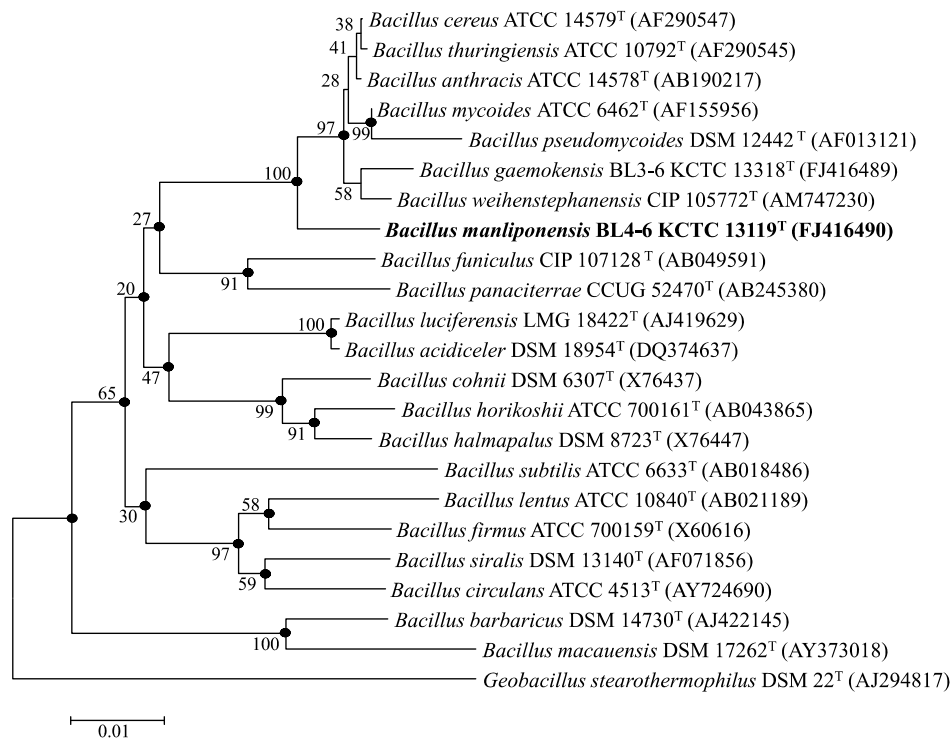 38
Bacillus cereus ATCC 14579T (AF290547)
41
Bacillus thuringiensis ATCC 10792T (AF290545)
28
Bacillus anthracis ATCC 14578T (AB190217)
Bacillus mycoides ATCC 6462T (AF155956)
97
99
Bacillus pseudomycoides DSM 12442 T (AF013121)
100
Bacillus gaemokensis BL3-6 KCTC 13318T (FJ416489)
58
Bacillus weihenstephanensis CIP 105772T (AM747230)
27
Bacillus manliponensis BL4-6 KCTC 13119T (FJ416490)
Bacillus funiculus CIP 107128 T (AB049591)
91
Bacillus panaciterrae CCUG 52470T (AB245380)
20
100
Bacillus luciferensis LMG 18422T (AJ419629)
Bacillus acidiceler DSM 18954T (DQ374637)
47
Bacillus cohnii DSM 6307T (X76437)
65
99
Bacillus horikoshii ATCC 700161T (AB043865)
91
Bacillus halmapalus DSM 8723T (X76447)
Bacillus subtilis ATCC 6633T (AB018486)
30
58
Bacillus lentus ATCC 10840T (AB021189)
Bacillus firmus ATCC 700159T (X60616)
97
Bacillus siralis DSM 13140T (AF071856)
59
Bacillus circulans ATCC 4513T (AY724690)
Bacillus barbaricus DSM 14730T (AJ422145)
100
Bacillus macauensis DSM 17262T (AY373018)
Geobacillus stearothermophilus DSM 22T (AJ294817)
0.01